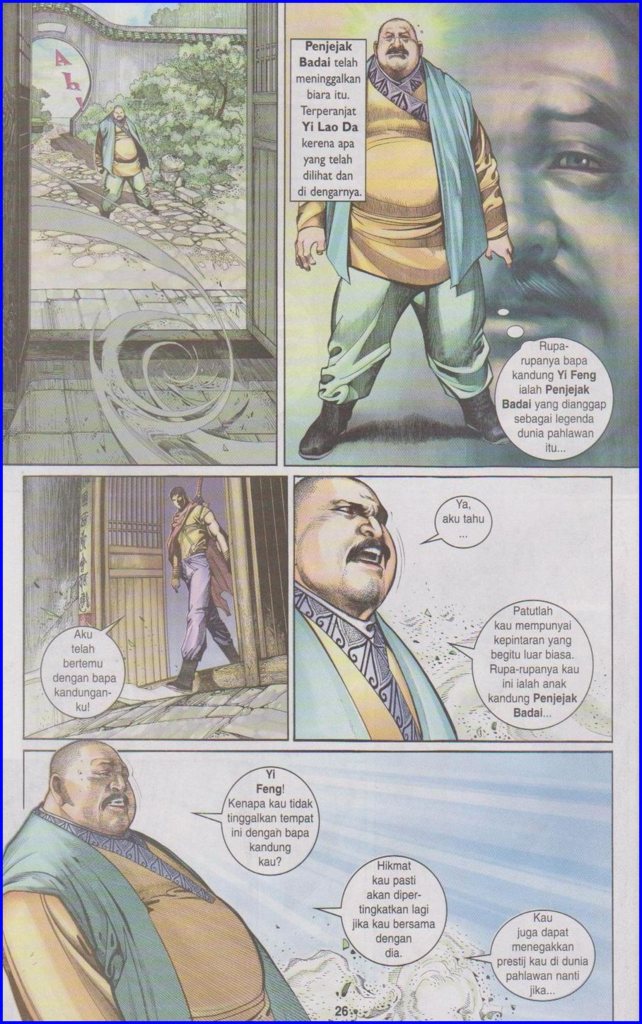 Ah!
Penjejak
Badai telah
meninggalkan
biara itu.
Terperanjat
Yi Lao Da
kerena apa
yang telah
dilihat dan
di dengarnya.
Rupa-
rupanya bapa
kandung Yi Feng
ialah Penjejak
Badai yang dianggap
sebagai legenda
dunia pahlawan
itu...
Aku
telah
bertemu
dengan bapa
kandungan-
ku!
Ya,
aku tahu
...
Patutlah
kau mempunyai
kepintaran yang
begitu luar biasa.
Rupa-rupanya kau
ini ialah anak
kandung Penjejak
Badai...
Yi
Feng!
Kenapa kau tidak
tinggalkan tempat
ini dengan bapa
kandung
kau?
Hikmat
kau pasti
akan diper-
tingkatkan lagi
jika kau bersama
dengan
dia.
Kau
juga dapat
menegakkan
prestij kau di dunia
pahlawan nanti
jika...
26